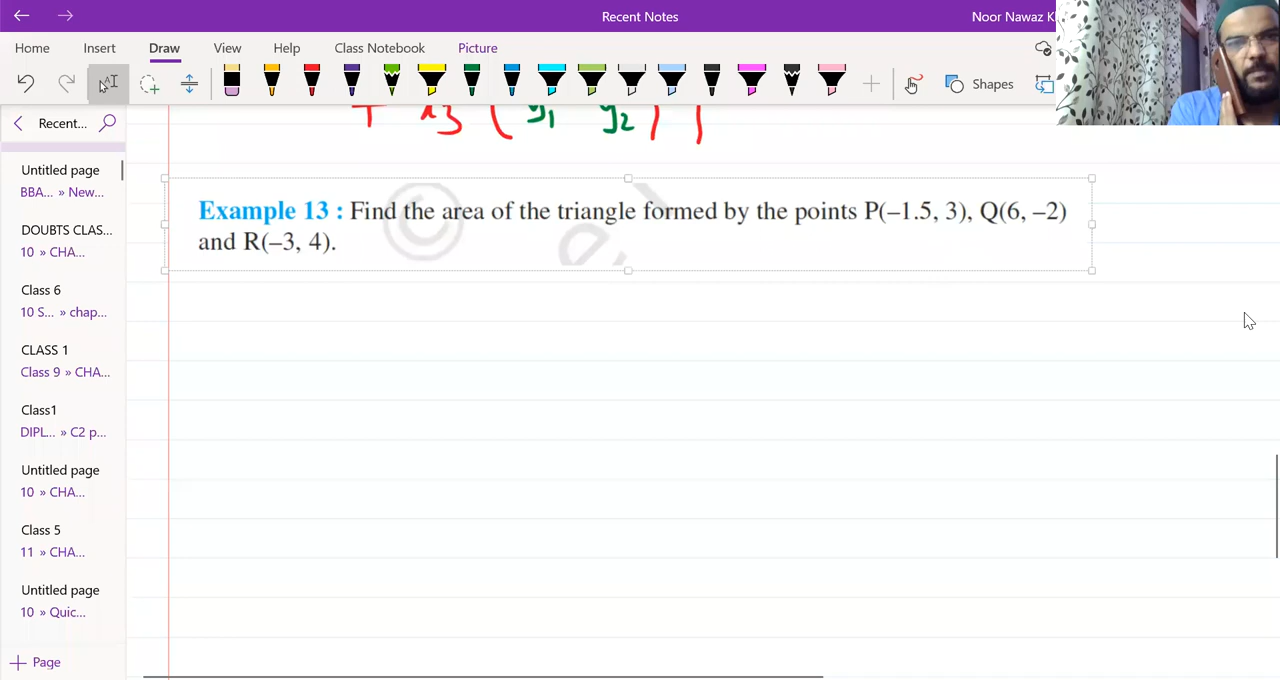 Recent Notes
Noor Nawaz K
Home Insert Draw View Help Class Notebook Picture
Shapes
+ x3 ( y1 y2 ) |
Recent...
Untitled page
BBA... » New...
DOUBTS CLAS...
10 » CHA...
Class 6
10 S... » chap...
CLASS 1
Class 9 » CHA...
Class1
DIPL... » C2 p...
Untitled page
10 » CHA...
Class 5
11 » CHA...
Untitled page
10 » Quic...
+ Page
Example 13 : Find the area of the triangle formed by the points P(–1.5, 3), Q(6, –2)
and R(–3, 4).
©